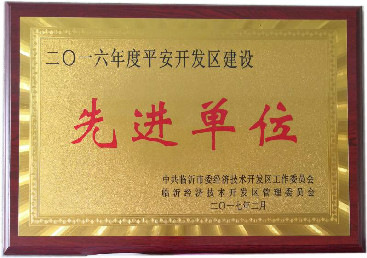 二〇一六年度平安开发区建设
先进单位
中共临沂市委经济技术开发区工作委员会
临沂经济技术开发区管理委员会
二〇一七年二月